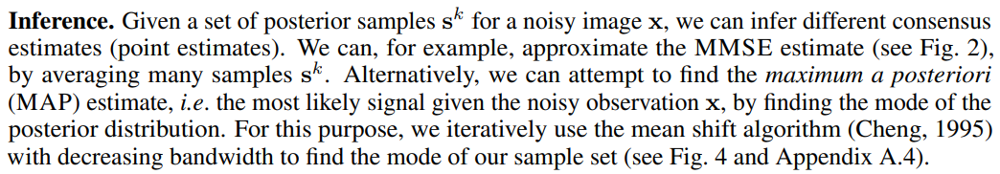 Inference. Given a set of posterior samples s^k for a noisy image x, we can infer different consensus
estimates (point estimates). We can, for example, approximate the MMSE estimate (see Fig. 2),
by averaging many samples s^k. Alternatively, we can attempt to find the maximum a posteriori
(MAP) estimate, i.e. the most likely signal given the noisy observation x, by finding the mode of the
posterior distribution. For this purpose, we iteratively use the mean shift algorithm (Cheng, 1995)
with decreasing bandwidth to find the mode of our sample set (see Fig. 4 and Appendix A.4).